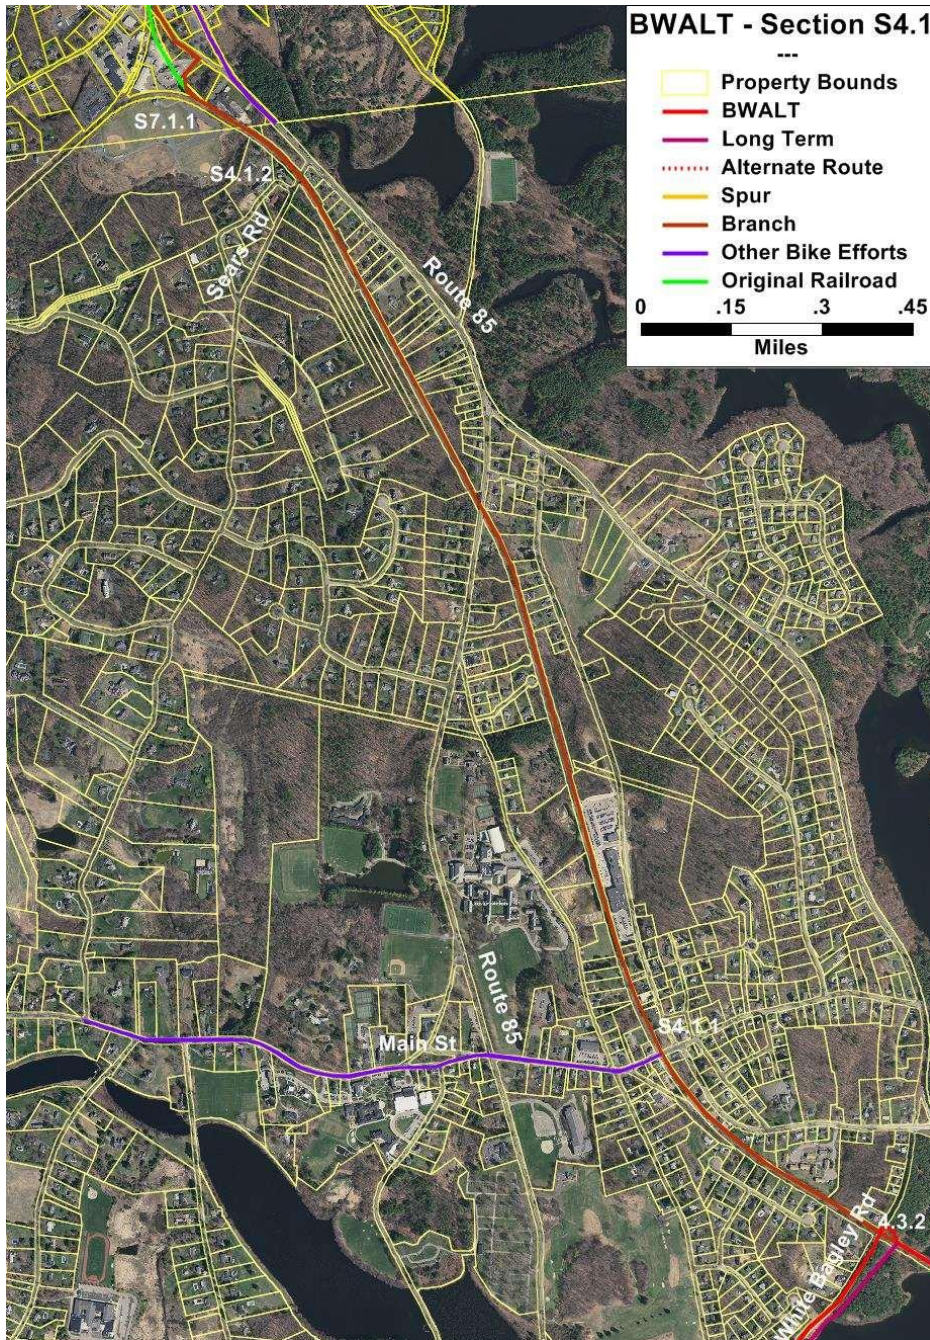 BWALT - Section S4.1
---
Property Bounds
BWALT
Long Term
Alternate Route
Spur
Branch
Other Bike Efforts
Original Railroad
0 .15 .3 .45
Miles
S7.1.1
S4.1.2
Sears Rd
Route 85
Route 85
S4.1.1
Main St
4.3.2
White Bagley Rd